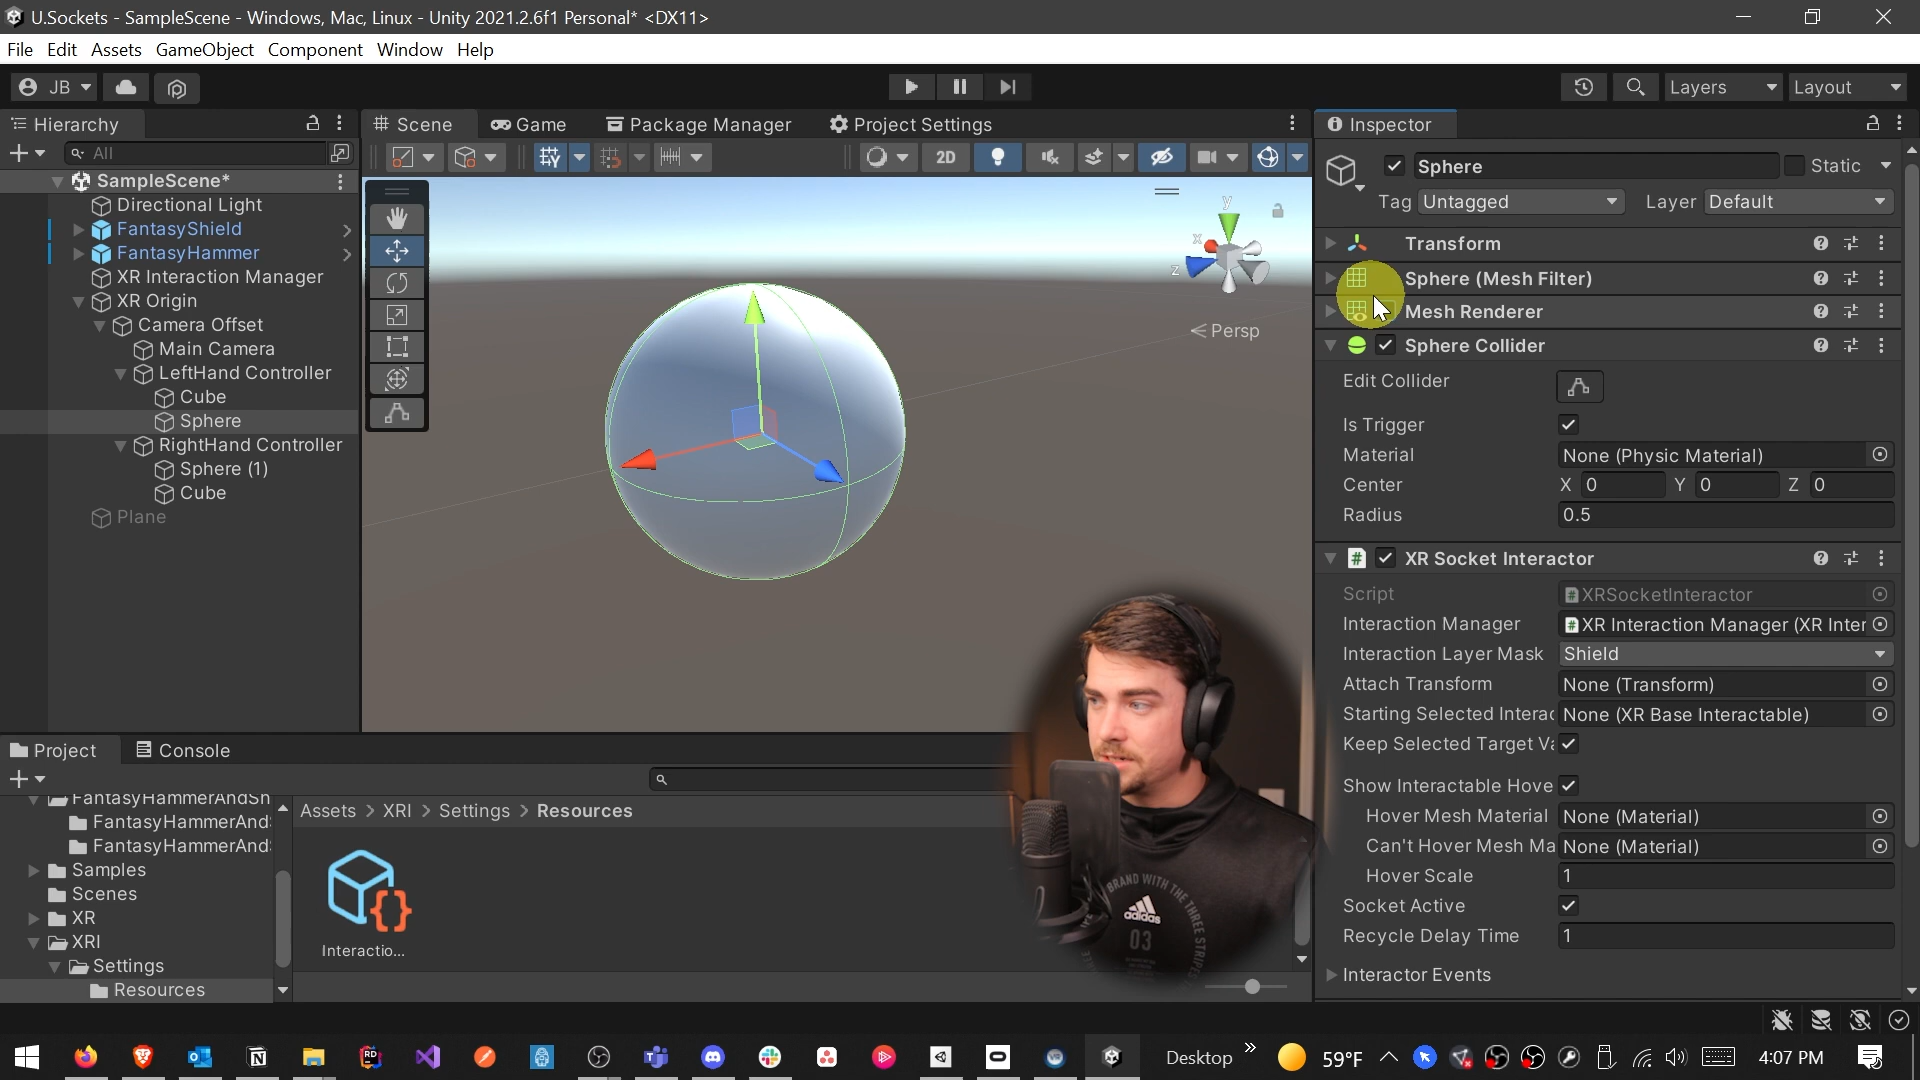 U.Sockets - SampleScene - Windows, Mac, Linux - Unity 2021.2.6f1 Personal* <DX11>
File Edit Assets GameObject Component Window Help
JB
Layers
Layout
Hierarchy
Scene
Game
Package Manager
Project Settings
Inspector
All
2D
SampleScene*
Directional Light
FantasyShield
FantasyHammer
XR Interaction Manager
XR Origin
Camera Offset
Main Camera
LeftHand Controller
Cube
Sphere
RightHand Controller
Sphere (1)
Cube
Plane
y
x
z
Persp
Sphere
Static
Tag Untagged
Layer Default
Transform
Sphere (Mesh Filter)
Mesh Renderer
Sphere Collider
Edit Collider
Is Trigger
Material None (Physic Material)
Center X 0 Y 0 Z 0
Radius 0.5
XR Socket Interactor
Script XRSocketInteractor
Interaction Manager XR Interaction Manager (XR Inter
Interaction Layer Mask Shield
Attach Transform None (Transform)
Starting Selected Interac None (XR Base Interactable)
Keep Selected Target Va
Show Interactable Hove
Hover Mesh Material None (Material)
Can't Hover Mesh Ma None (Material)
Hover Scale 1
Socket Active
Recycle Delay Time 1
Interactor Events
Project
Console
FantasyHammerAndSh
FantasyHammerAnd
FantasyHammerAnd
Samples
Scenes
XR
XRI
Settings
Resources
Assets > XRI > Settings > Resources
Interactio...
BRAND WITH THE
THREE STRIPES
adidas
03
Desktop
59°F
4:07 PM